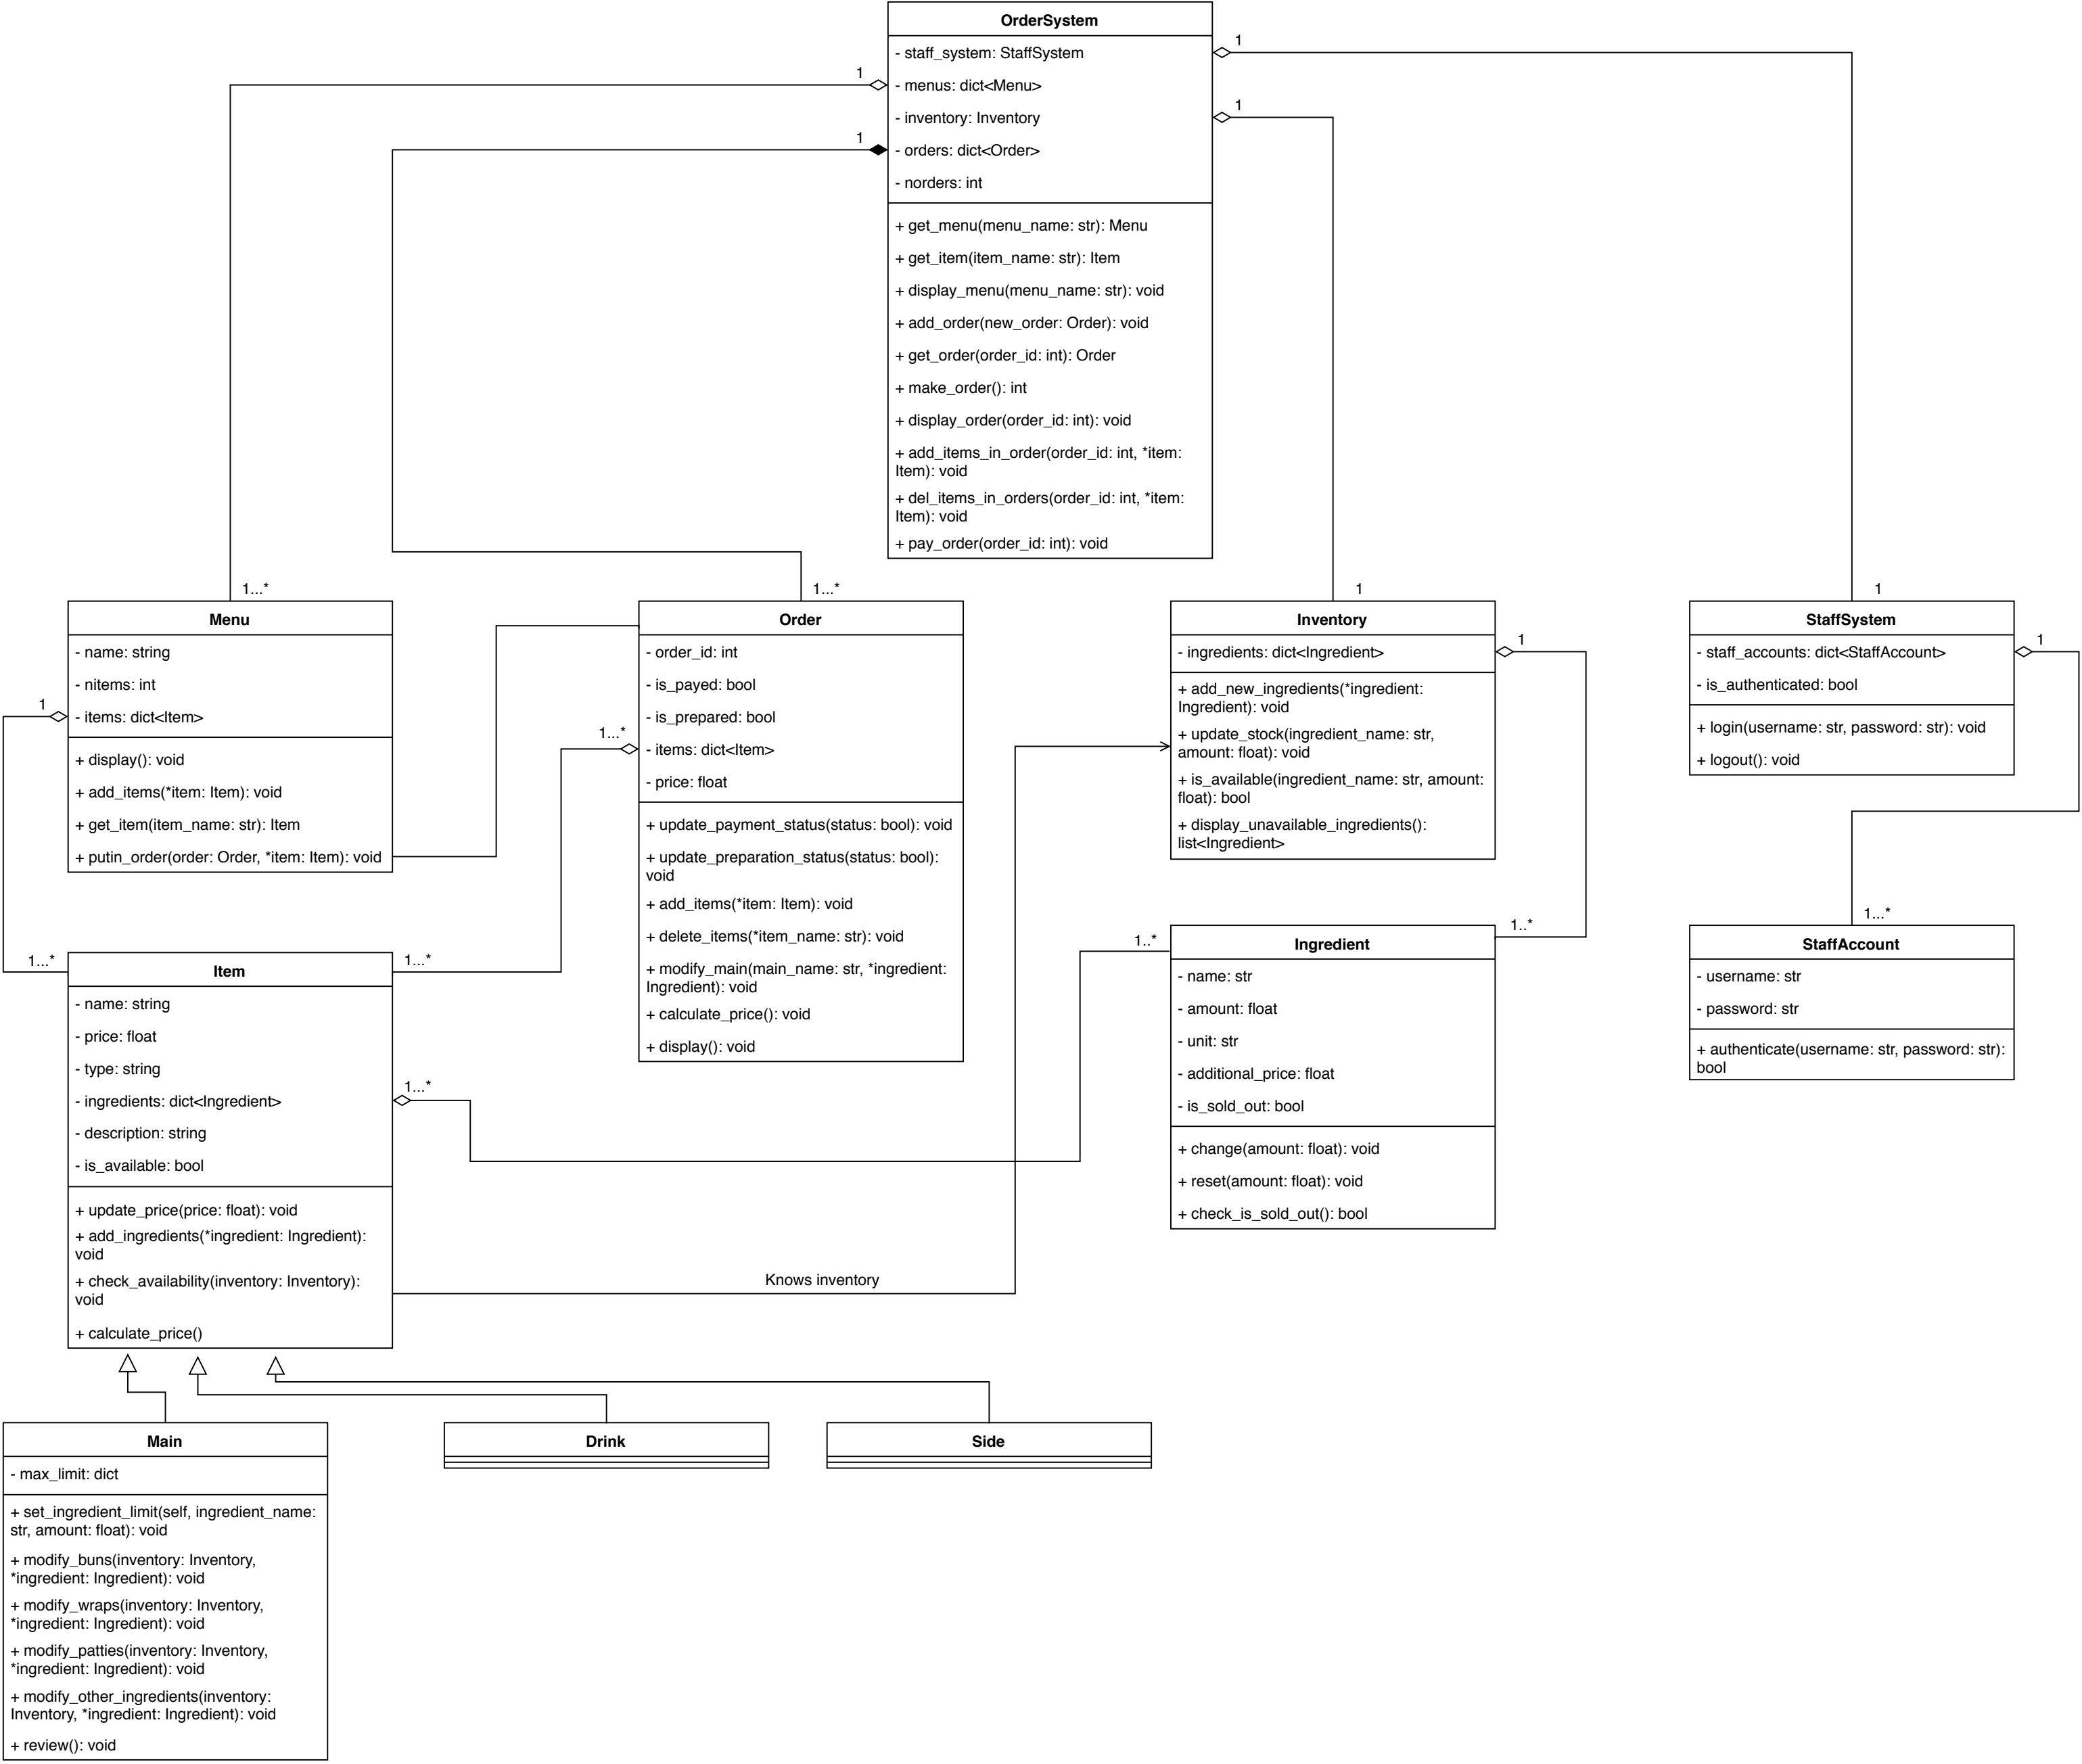 OrderSystem
- staff_system: StaffSystem
- menus: dict<Menu>
- inventory: Inventory
- orders: dict<Order>
- norders: int
+ get_menu(menu_name: str): Menu
+ get_item(item_name: str): Item
+ display_menu(menu_name: str): void
+ add_order(new_order: Order): void
+ get_order(order_id: int): Order
+ make_order(): int
+ display_order(order_id: int): void
+ add_items_in_order(order_id: int, *item:
Item): void
+ del_items_in_orders(order_id: int, *item:
Item): void
+ pay_order(order_id: int): void
1
1
1
1
1...*
1...*
1
1
Menu
- name: string
- nitems: int
- items: dict<Item>
+ display(): void
+ add_items(*item: Item): void
+ get_item(item_name: str): Item
+ putin_order(order: Order, *item: Item): void
1
1...*
Order
- order_id: int
- is_payed: bool
- is_prepared: bool
- items: dict<Item>
- price: float
+ update_payment_status(status: bool): void
+ update_preparation_status(status: bool):
void
+ add_items(*item: Item): void
+ delete_items(*item_name: str): void
+ modify_main(main_name: str, *ingredient:
Ingredient): void
+ calculate_price(): void
+ display(): void
1...*
1...*
Inventory
- ingredients: dict<Ingredient>
+ add_new_ingredients(*ingredient:
Ingredient): void
+ update_stock(ingredient_name: str,
amount: float): void
+ is_available(ingredient_name: str, amount:
float): bool
+ display_unavailable_ingredients():
list<Ingredient>
1
1..*
StaffSystem
- staff_accounts: dict<StaffAccount>
- is_authenticated: bool
+ login(username: str, password: str): void
+ logout(): void
1
1...*
Item
- name: string
- price: float
- type: string
- ingredients: dict<Ingredient>
- description: string
- is_available: bool
+ update_price(price: float): void
+ add_ingredients(*ingredient: Ingredient):
void
+ check_availability(inventory: Inventory):
void
+ calculate_price()
1...*
1..*
Knows inventory
Ingredient
- name: str
- amount: float
- unit: str
- additional_price: float
- is_sold_out: bool
+ change(amount: float): void
+ reset(amount: float): void
+ check_is_sold_out(): bool
StaffAccount
- username: str
- password: str
+ authenticate(username: str, password: str):
bool
Main
- max_limit: dict
+ set_ingredient_limit(self, ingredient_name:
str, amount: float): void
+ modify_buns(inventory: Inventory,
*ingredient: Ingredient): void
+ modify_wraps(inventory: Inventory,
*ingredient: Ingredient): void
+ modify_patties(inventory: Inventory,
*ingredient: Ingredient): void
+ modify_other_ingredients(inventory:
Inventory, *ingredient: Ingredient): void
+ review(): void
Drink
Side